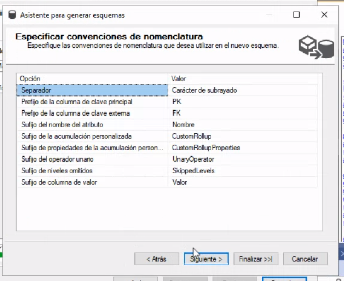 Asistente para generar esquemas
Especificar convenciones de nomenclatura
Especifique las convenciones de nomenclatura que desea utilizar en el nuevo esquema.
Opción Valor
Separador Carácter de subrayado
Prefijo de la columna de clave principal PK
Prefijo de la columna de clave externa FK
Sufijo del nombre del atributo Nombre
Sufijo de la acumulación personalizada CustomRollup
Sufijo de propiedades de la acumulación person... CustomRollupProperties
Sufijo del operador unario UnaryOperator
Sufijo de niveles omitidos SkippedLevels
Sufijo de columna de valor Valor
< Atrás Siguiente > Finalizar >>| Cancelar